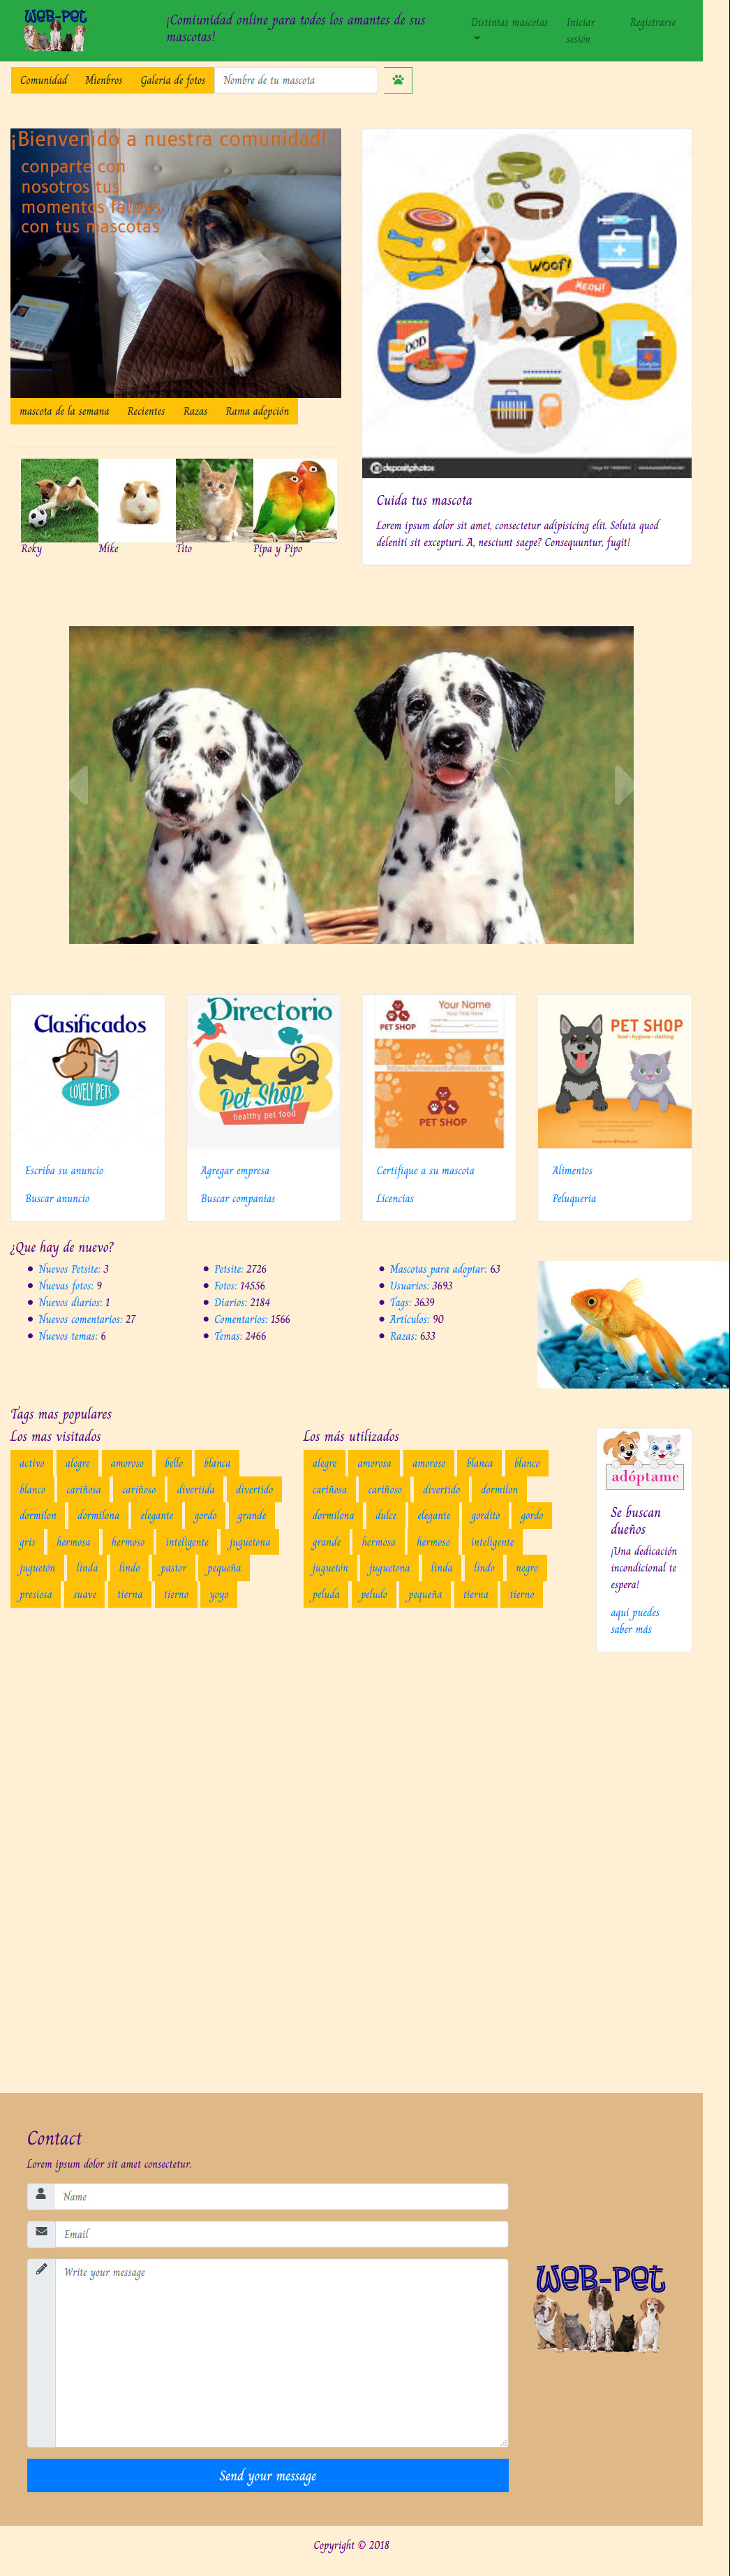 WEB-PET
¡Comiunidad online para todos los amantes de sus
mascotas!
Distintas mascotas
Iniciar
sesión
Registrarse
Comunidad Mienbros Galeria de fotos Nombre de tu mascota
¡Bienvenido a nuestra comunidad!
conparte con
nosotros tus
momentos felices
con tus mascotas
mascota de la semana Recientes Razas Rama adopción
Roky Mike Tito Pipa y Pipo
WOOF!
MEOW!
FOOD
depositphotos
Cuida tus mascota
Lorem ipsum dolor sit amet, consectetur adipisicing elit. Soluta quod
deleniti sit excepturi. A, nesciunt saepe? Consequuntur, fugit!
Clasificados
LOVELY PETS
Escriba su anuncio
Buscar anuncio
Directorio
Pet Shop
healthy pet food
Agregar empresa
Buscar companias
PET SHOP
Your Name
Your Title Here
PET SHOP
Certifique a su mascota
Licencias
PET SHOP
food • hygiene • clothing
Alimentos
Peluqueria
¿Que hay de nuevo?
Nuevos Petsite: 3
Nuevas fotos: 9
Nuevos diarios: 1
Nuevos comentarios: 27
Nuevos temas: 6
Petsite: 2726
Fotos: 14556
Diarios: 2184
Comentarios: 1566
Temas: 2466
Mascotas para adoptar: 63
Usuarios: 3693
Tags: 3639
Artículos: 90
Razas: 633
Tags mas populares
Los mas visitados
activo alegre amoroso bello blanca
blanco cariñosa cariñoso divertida divertido
dormilon dormilona elegante gordo grande
gris hermosa hermoso inteligente juguetona
juguetón linda lindo pastor pequeña
presiosa suave tierna tierno yoyo
Los más utilizados
alegre amorosa amoroso blanca blanco
cariñosa cariñoso divertido dormilon
dormilona dulce elegante gordito gordo
grande hermosa hermoso inteligente
juguetón juguetona linda lindo negro
peluda peludo pequeña tierna tierno
adóptame
Se buscan
dueños
¡Una dedicación
incondicional te
espera!
aquí puedes
saber más
Contact
Lorem ipsum dolor sit amet consectetur.
Name
Email
Write your message
Send your message
WEB-PET
Copyright © 2018